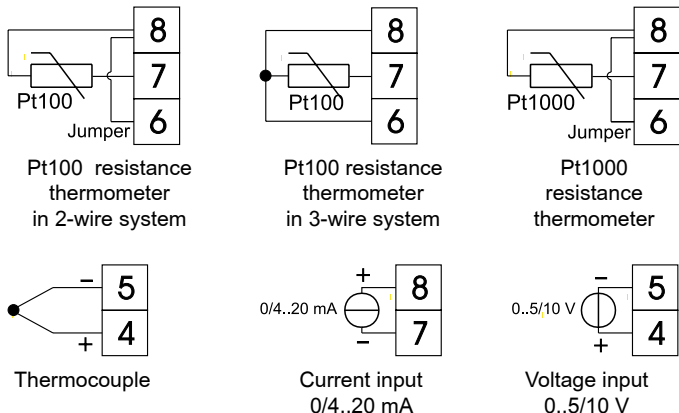 8
7
6
Pt100
Jumper
Pt100 resistance
thermometer
in 2-wire system
8
7
6
Pt100
Pt100 resistance
thermometer
in 3-wire system
8
7
6
Pt1000
Jumper
Pt1000
resistance
thermometer
5
4
−
+
Thermocouple
+
8
0/4..20 mA
7
−
Current input
0/4..20 mA
−
5
0..5/10 V
4
+
Voltage input
0..5/10 V